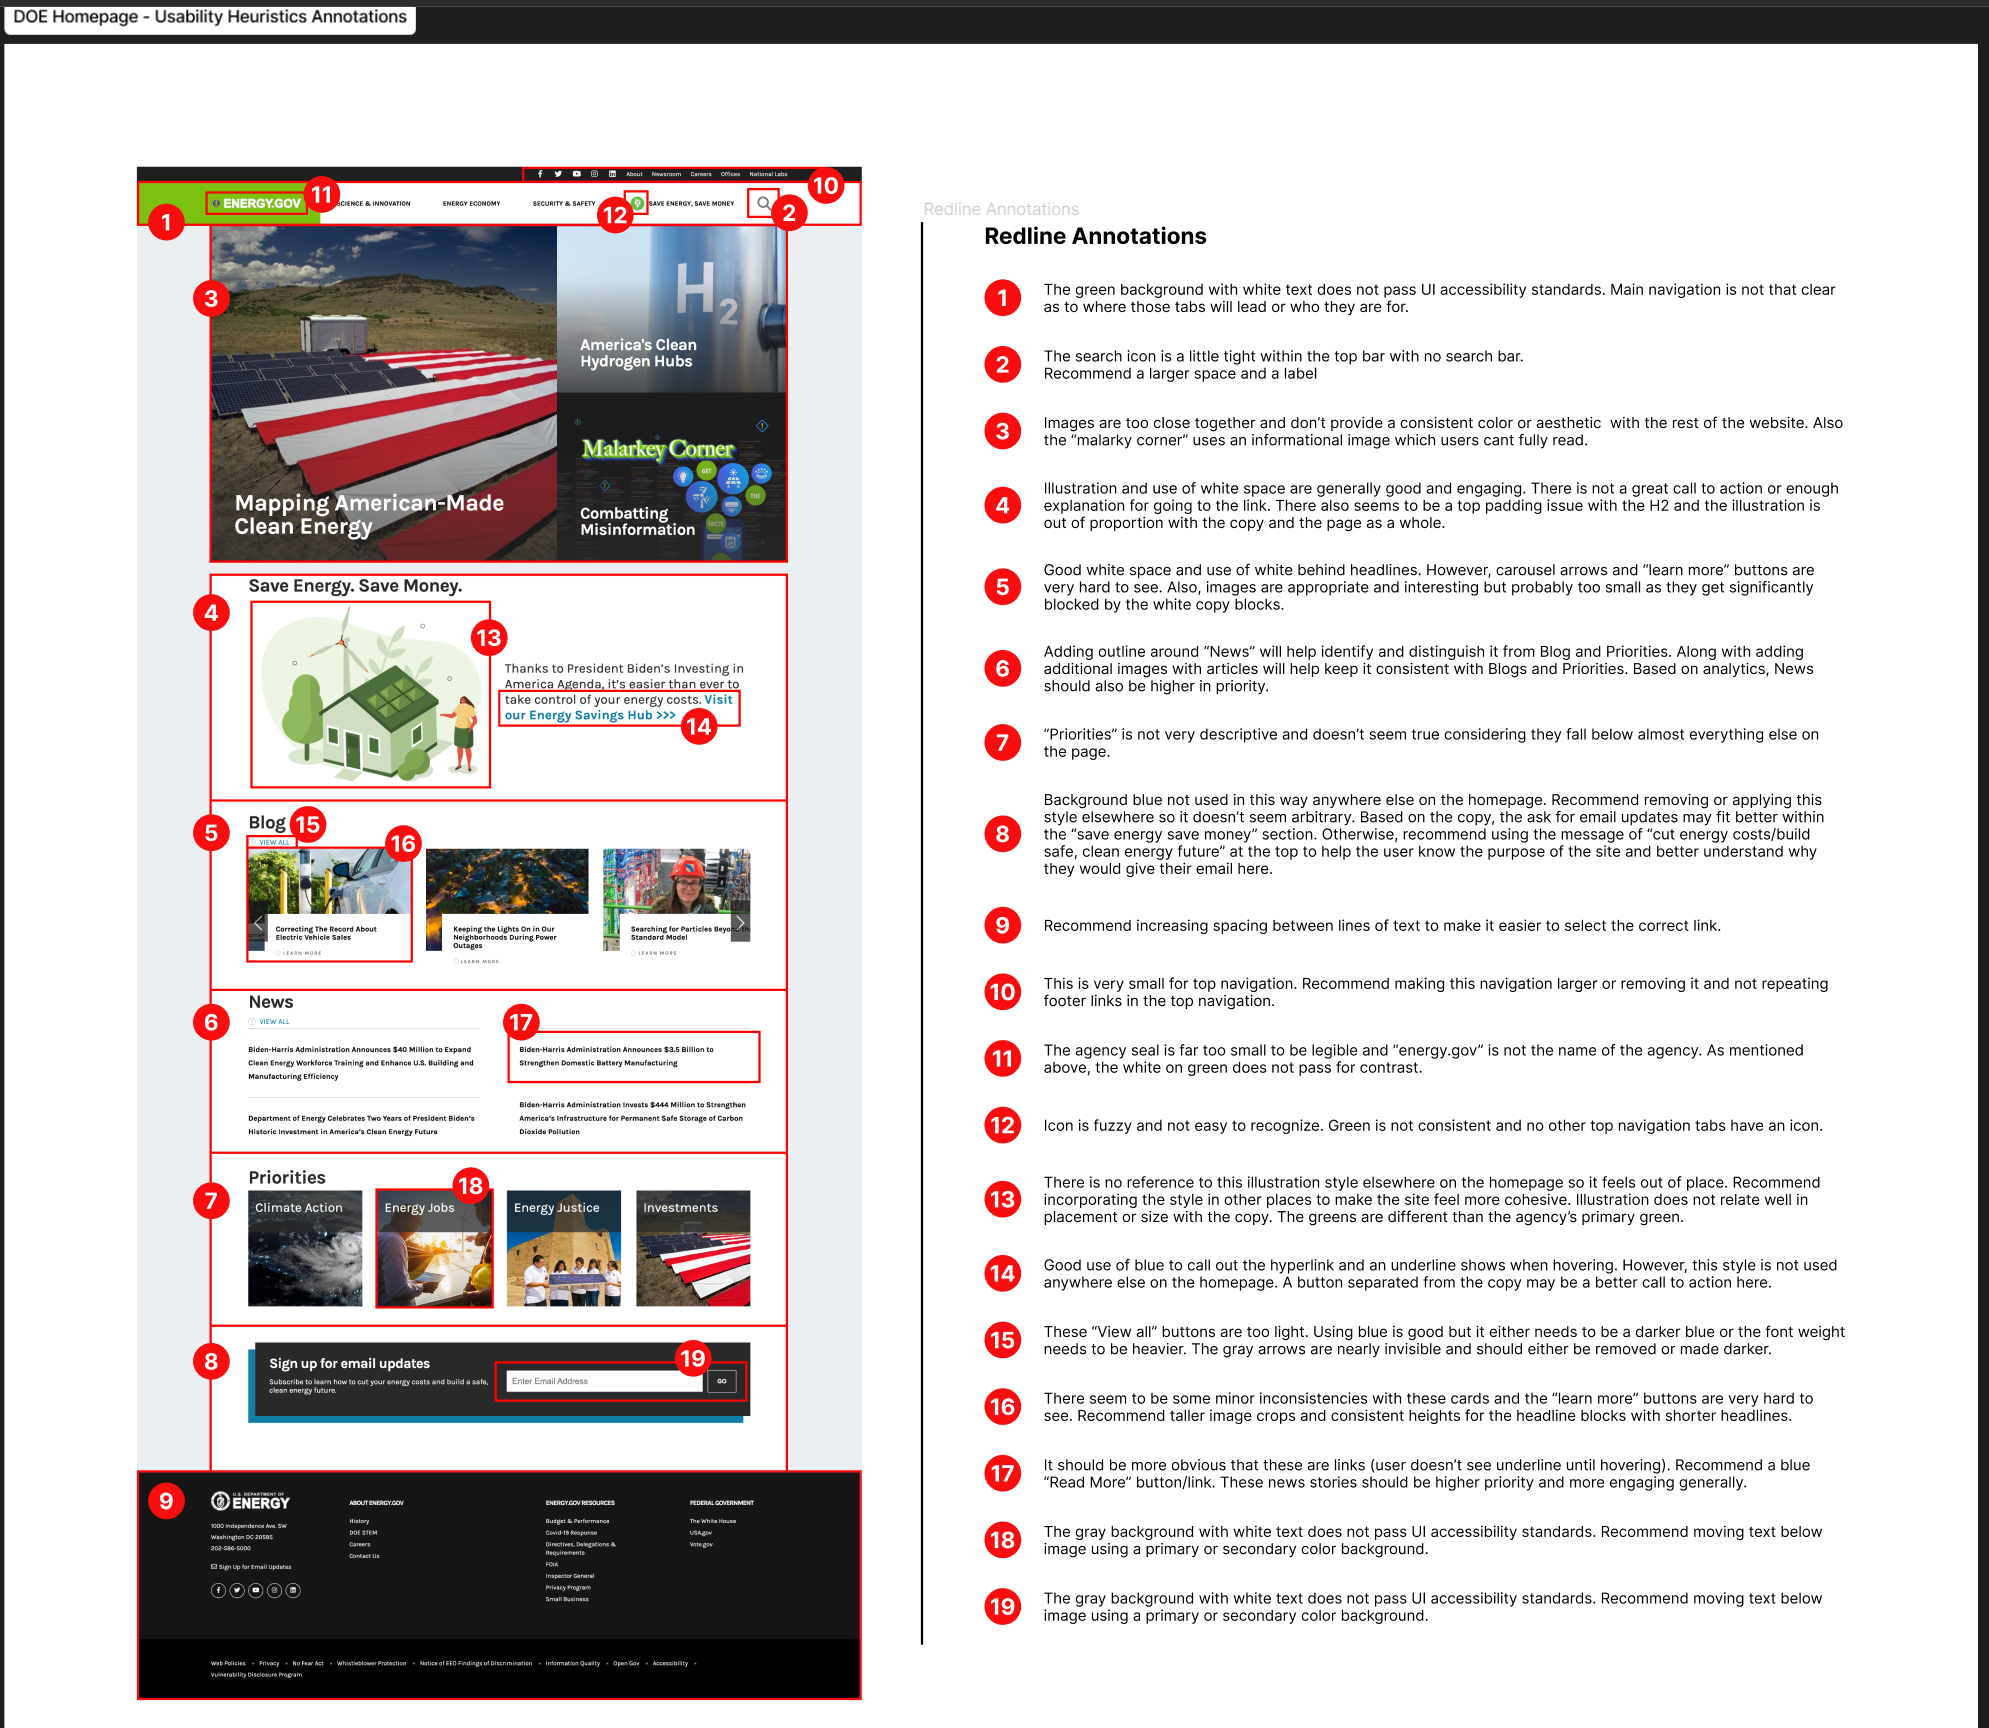 DOE Homepage - Usability Heuristics Annotations
About Newsroom Careers Offices National Labs
10
11
ENERGY.GOV
SCIENCE & INNOVATION
ENERGY ECONOMY
SECURITY & SAFETY
SAVE ENERGY, SAVE MONEY
1
12
2
3
H2
America's Clean
Hydrogen Hubs
Malarkey Corner
GET
THE
FACTS
Combatting
Misinformation
Mapping American-Made
Clean Energy
Save Energy. Save Money.
4
13
Thanks to President Biden's Investing in
America Agenda, it's easier than ever to
take control of your energy costs. Visit
our Energy Savings Hub >>>
14
5
Blog
15
VIEW ALL
16
Correcting The Record About
Electric Vehicle Sales
LEARN MORE
Keeping the Lights On in Our
Neighborhoods During Power
Outages
LEARN MORE
Searching for Particles Beyond the
Standard Model
LEARN MORE
6
News
VIEW ALL
17
Biden-Harris Administration Announces $40 Million to Expand
Clean Energy Workforce Training and Enhance U.S. Building and
Manufacturing Efficiency
Biden-Harris Administration Announces $3.5 Billion to
Strengthen Domestic Battery Manufacturing
Department of Energy Celebrates Two Years of President Biden's
Historic Investment in America's Clean Energy Future
Biden-Harris Administration Invests $444 Million to Strengthen
America's Infrastructure for Permanent Safe Storage of Carbon
Dioxide Pollution
7
Priorities
18
Climate Action
Energy Jobs
Energy Justice
Investments
8
Sign up for email updates
Subscribe to learn how to cut your energy costs and build a safe,
clean energy future.
19
Enter Email Address
GO
9
U.S. DEPARTMENT OF
ENERGY
1000 Independence Ave. SW
Washington DC 20585
202-586-5000
Sign Up for Email Updates
ABOUT ENERGY.GOV
History
DOE STEM
Careers
Contact Us
ENERGY.GOV RESOURCES
Budget & Performance
Covid-19 Response
Directives, Delegations &
Requirements
FOIA
Inspector General
Privacy Program
Small Business
FEDERAL GOVERNMENT
The White House
USA.gov
Vote.gov
Web Policies • Privacy • No Fear Act • Whistleblower Protection • Notice of EEO Findings of Discrimination • Information Quality • Open Gov • Accessibility •
Vulnerability Disclosure Program
Redline Annotations
Redline Annotations
1
The green background with white text does not pass UI accessibility standards. Main navigation is not that clear
as to where those tabs will lead or who they are for.
2
The search icon is a little tight within the top bar with no search bar.
Recommend a larger space and a label
3
Images are too close together and don't provide a consistent color or aesthetic with the rest of the website. Also
the “malarky corner” uses an informational image which users cant fully read.
4
Illustration and use of white space are generally good and engaging. There is not a great call to action or enough
explanation for going to the link. There also seems to be a top padding issue with the H2 and the illustration is
out of proportion with the copy and the page as a whole.
5
Good white space and use of white behind headlines. However, carousel arrows and “learn more” buttons are
very hard to see. Also, images are appropriate and interesting but probably too small as they get significantly
blocked by the white copy blocks.
6
Adding outline around “News” will help identify and distinguish it from Blog and Priorities. Along with adding
additional images with articles will help keep it consistent with Blogs and Priorities. Based on analytics, News
should also be higher in priority.
7
“Priorities” is not very descriptive and doesn't seem true considering they fall below almost everything else on
the page.
8
Background blue not used in this way anywhere else on the homepage. Recommend removing or applying this
style elsewhere so it doesn't seem arbitrary. Based on the copy, the ask for email updates may fit better within
the “save energy save money” section. Otherwise, recommend using the message of “cut energy costs/build
safe, clean energy future” at the top to help the user know the purpose of the site and better understand why
they would give their email here.
9
Recommend increasing spacing between lines of text to make it easier to select the correct link.
10
This is very small for top navigation. Recommend making this navigation larger or removing it and not repeating
footer links in the top navigation.
11
The agency seal is far too small to be legible and “energy.gov” is not the name of the agency. As mentioned
above, the white on green does not pass for contrast.
12
Icon is fuzzy and not easy to recognize. Green is not consistent and no other top navigation tabs have an icon.
13
There is no reference to this illustration style elsewhere on the homepage so it feels out of place. Recommend
incorporating the style in other places to make the site feel more cohesive. Illustration does not relate well in
placement or size with the copy. The greens are different than the agency's primary green.
14
Good use of blue to call out the hyperlink and an underline shows when hovering. However, this style is not used
anywhere else on the homepage. A button separated from the copy may be a better call to action here.
15
These “View all” buttons are too light. Using blue is good but it either needs to be a darker blue or the font weight
needs to be heavier. The gray arrows are nearly invisible and should either be removed or made darker.
16
There seem to be some minor inconsistencies with these cards and the “learn more” buttons are very hard to
see. Recommend taller image crops and consistent heights for the headline blocks with shorter headlines.
17
It should be more obvious that these are links (user doesn't see underline until hovering). Recommend a blue
“Read More” button/link. These news stories should be higher priority and more engaging generally.
18
The gray background with white text does not pass UI accessibility standards. Recommend moving text below
image using a primary or secondary color background.
19
The gray background with white text does not pass UI accessibility standards. Recommend moving text below
image using a primary or secondary color background.